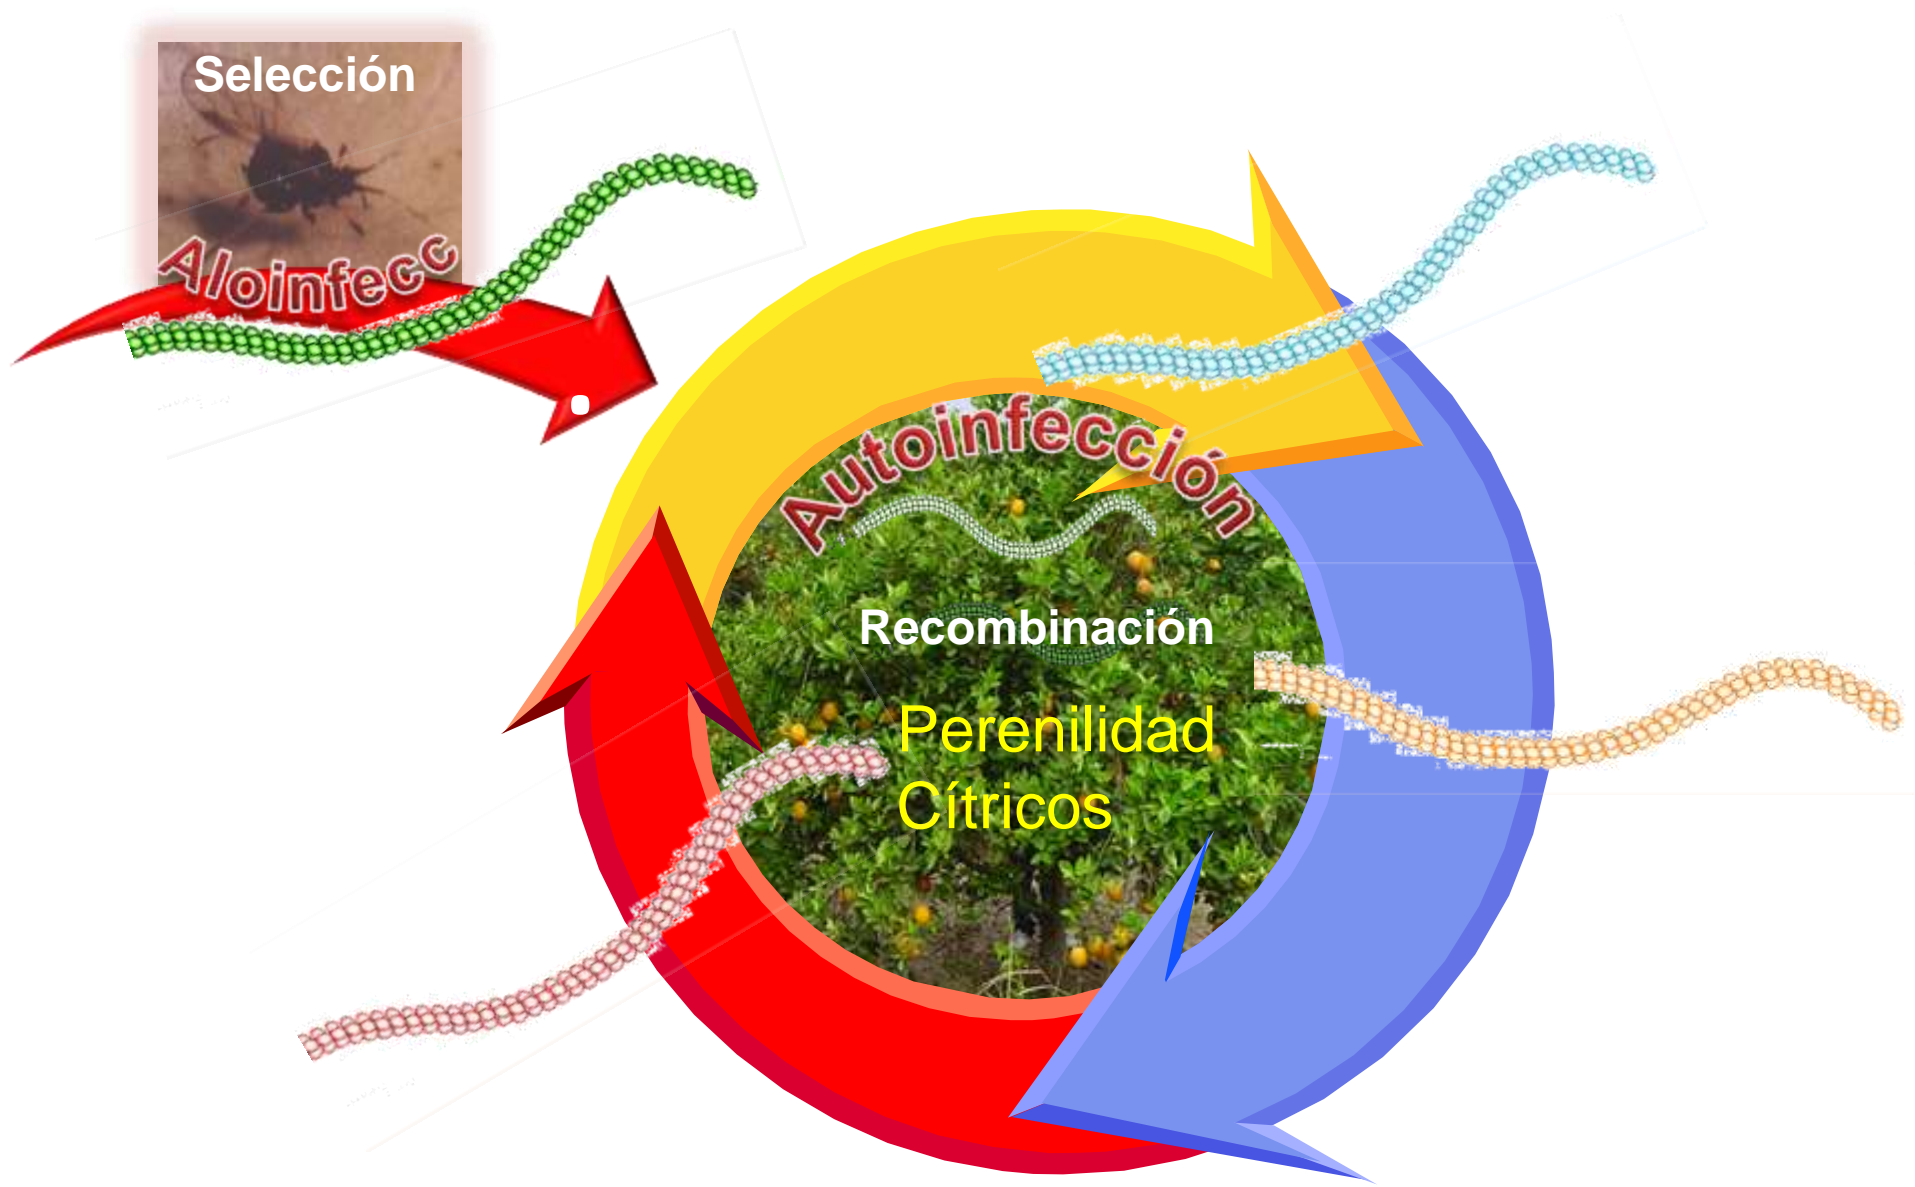 Selección
Aloinfecc
Autoinfección
Recombinación
Perenilidad
Cítricos